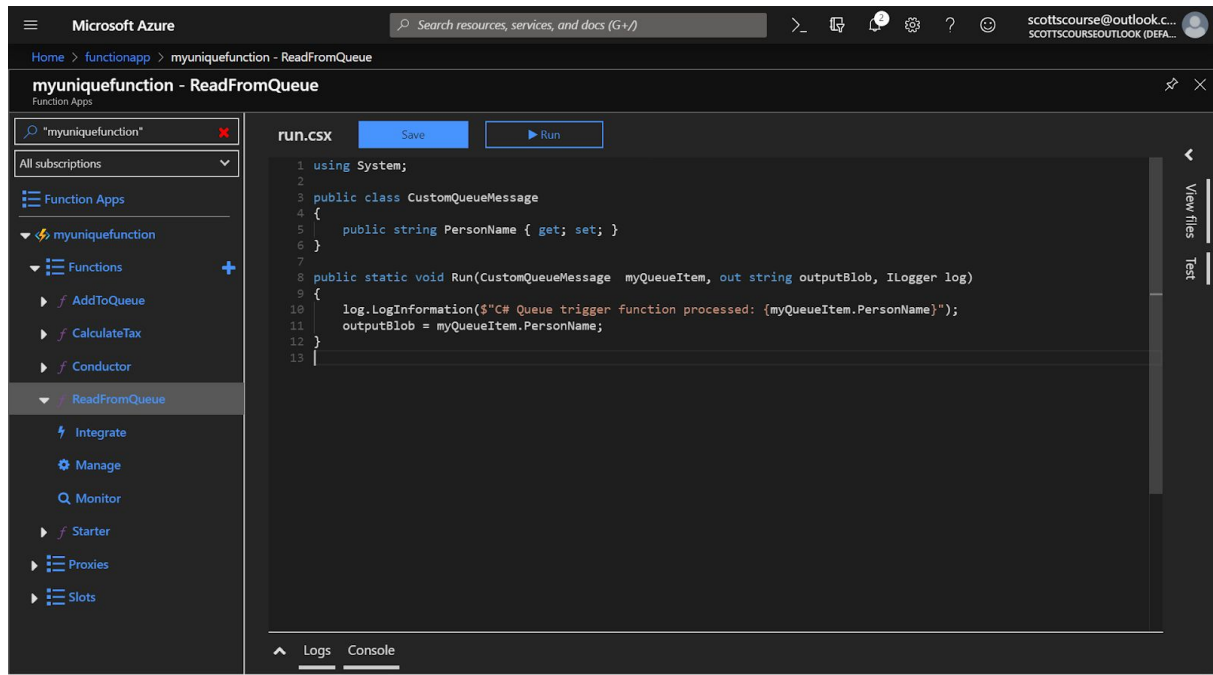 Microsoft Azure
Search resources, services, and docs (G+/)
2
scottscourse@outlook.c...
SCOTTSCOURSEOUTLOOK (DEFA...
Home > functionapp > myuniquefunction - ReadFromQueue
myuniquefunction - ReadFromQueue
Function Apps
"myuniquefunction"
All subscriptions
Function Apps
myuniquefunction
Functions
AddToQueue
CalculateTax
Conductor
ReadFromQueue
Integrate
Manage
Monitor
Starter
Proxies
Slots
run.csx
Save
Run
1 using System;
2
3 public class CustomQueueMessage
4 {
5     public string PersonName { get; set; }
6 }
7
8 public static void Run(CustomQueueMessage  myQueueItem, out string outputBlob, ILogger log)
9 {
10     log.LogInformation($"C# Queue trigger function processed: {myQueueItem.PersonName}");
11     outputBlob = myQueueItem.PersonName;
12 }
13
View files
Test
Logs
Console